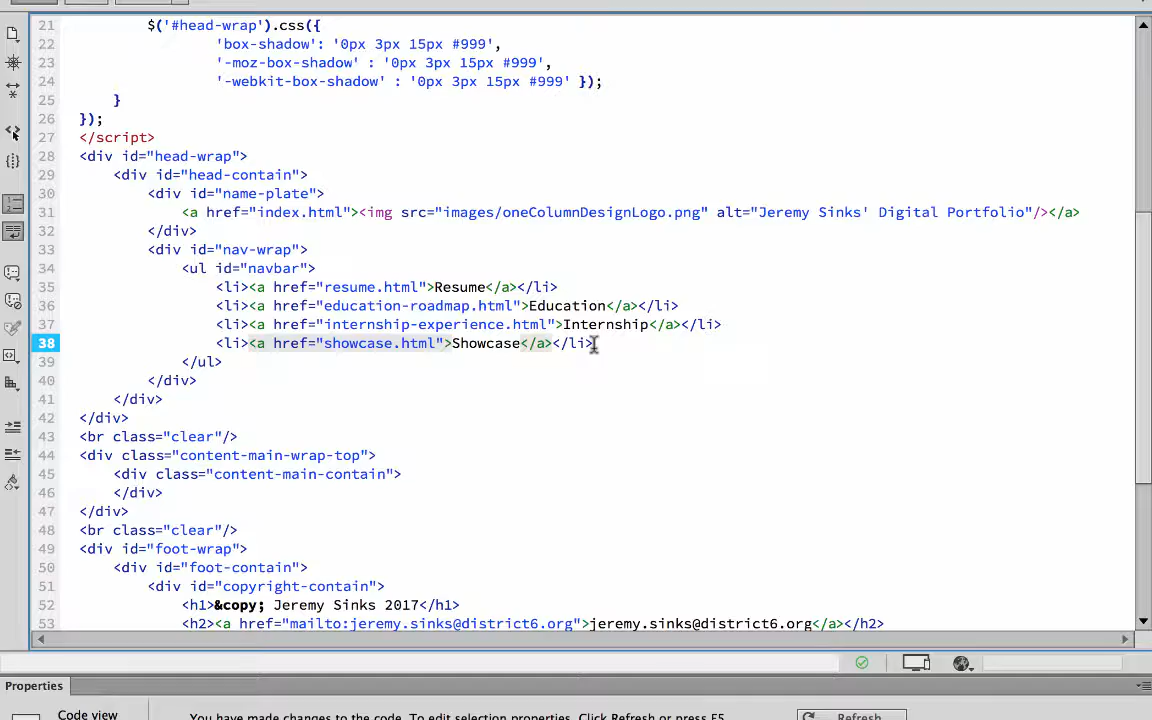 21 $('#head-wrap').css({
22 'box-shadow': '0px 3px 15px #999',
23 '-moz-box-shadow' : '0px 3px 15px #999',
24 '-webkit-box-shadow' : '0px 3px 15px #999' });
25 }
26 });
27 </script>
28 <div id="head-wrap">
29 <div id="head-contain">
30 <div id="name-plate">
31 <a href="index.html"><img src="images/oneColumnDesignLogo.png" alt="Jeremy Sinks' Digital Portfolio"/></a>
32 </div>
33 <div id="nav-wrap">
34 <ul id="navbar">
35 <li><a href="resume.html">Resume</a></li>
36 <li><a href="education-roadmap.html">Education</a></li>
37 <li><a href="internship-experience.html">Internship</a></li>
38 <li><a href="showcase.html">Showcase</a></li>
39 </ul>
40 </div>
41 </div>
42 </div>
43 <br class="clear"/>
44 <div class="content-main-wrap-top">
45 <div class="content-main-contain">
46 </div>
47 </div>
48 <br class="clear"/>
49 <div id="foot-wrap">
50 <div id="foot-contain">
51 <div id="copyright-contain">
52 <h1>&copy; Jeremy Sinks 2017</h1>
53 <h2><a href="mailto:jeremy.sinks@district6.org">jeremy.sinks@district6.org</a></h2>
Properties
Code view
You have made changes to the code. To edit selection properties, Click Refresh or press F5.
Refresh